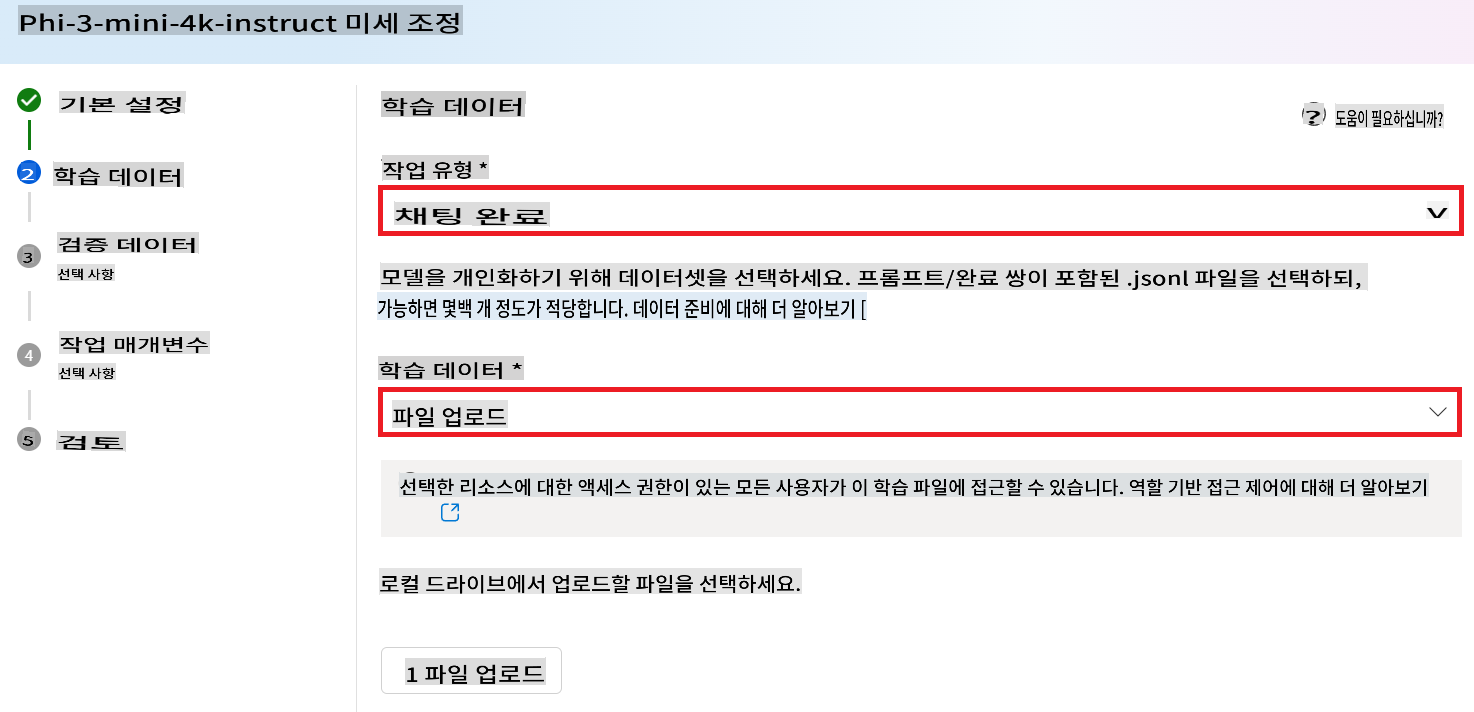 Phi-3-mini-4k-instruct 미세 조정
기본 설정
2 학습 데이터
3 검증 데이터
선택 사항
4 작업 매개변수
선택 사항
5 검토
학습 데이터
? 도움이 필요하십니까?
작업 유형 *
채팅 완료
모델을 개인화하기 위해 데이터셋을 선택하세요. 프롬프트/완료 쌍이 포함된 .jsonl 파일을 선택하되,
가능하면 몇백 개 정도가 적당합니다. 데이터 준비에 대해 더 알아보기 [
학습 데이터 *
파일 업로드
선택한 리소스에 대한 액세스 권한이 있는 모든 사용자가 이 학습 파일에 접근할 수 있습니다. 역할 기반 접근 제어에 대해 더 알아보기
로컬 드라이브에서 업로드할 파일을 선택하세요.
1 파일 업로드